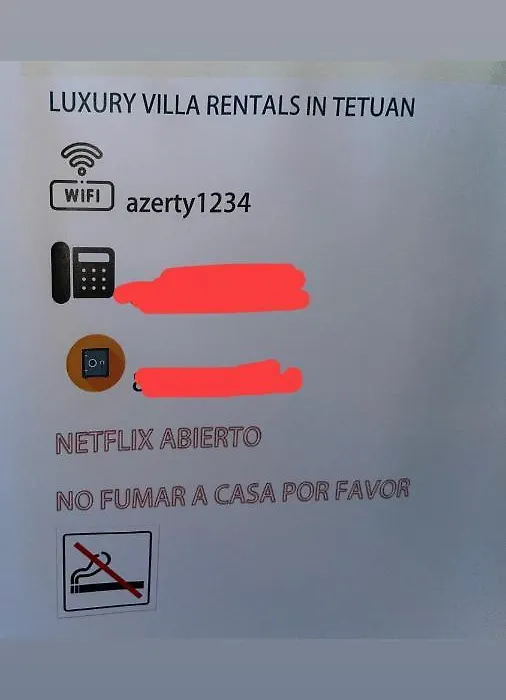 LUXURY VILLA RENTALS IN TETUAN
WIFI azerty1234
NETFLIX ABIERTO
NO FUMAR A CASA POR FAVOR